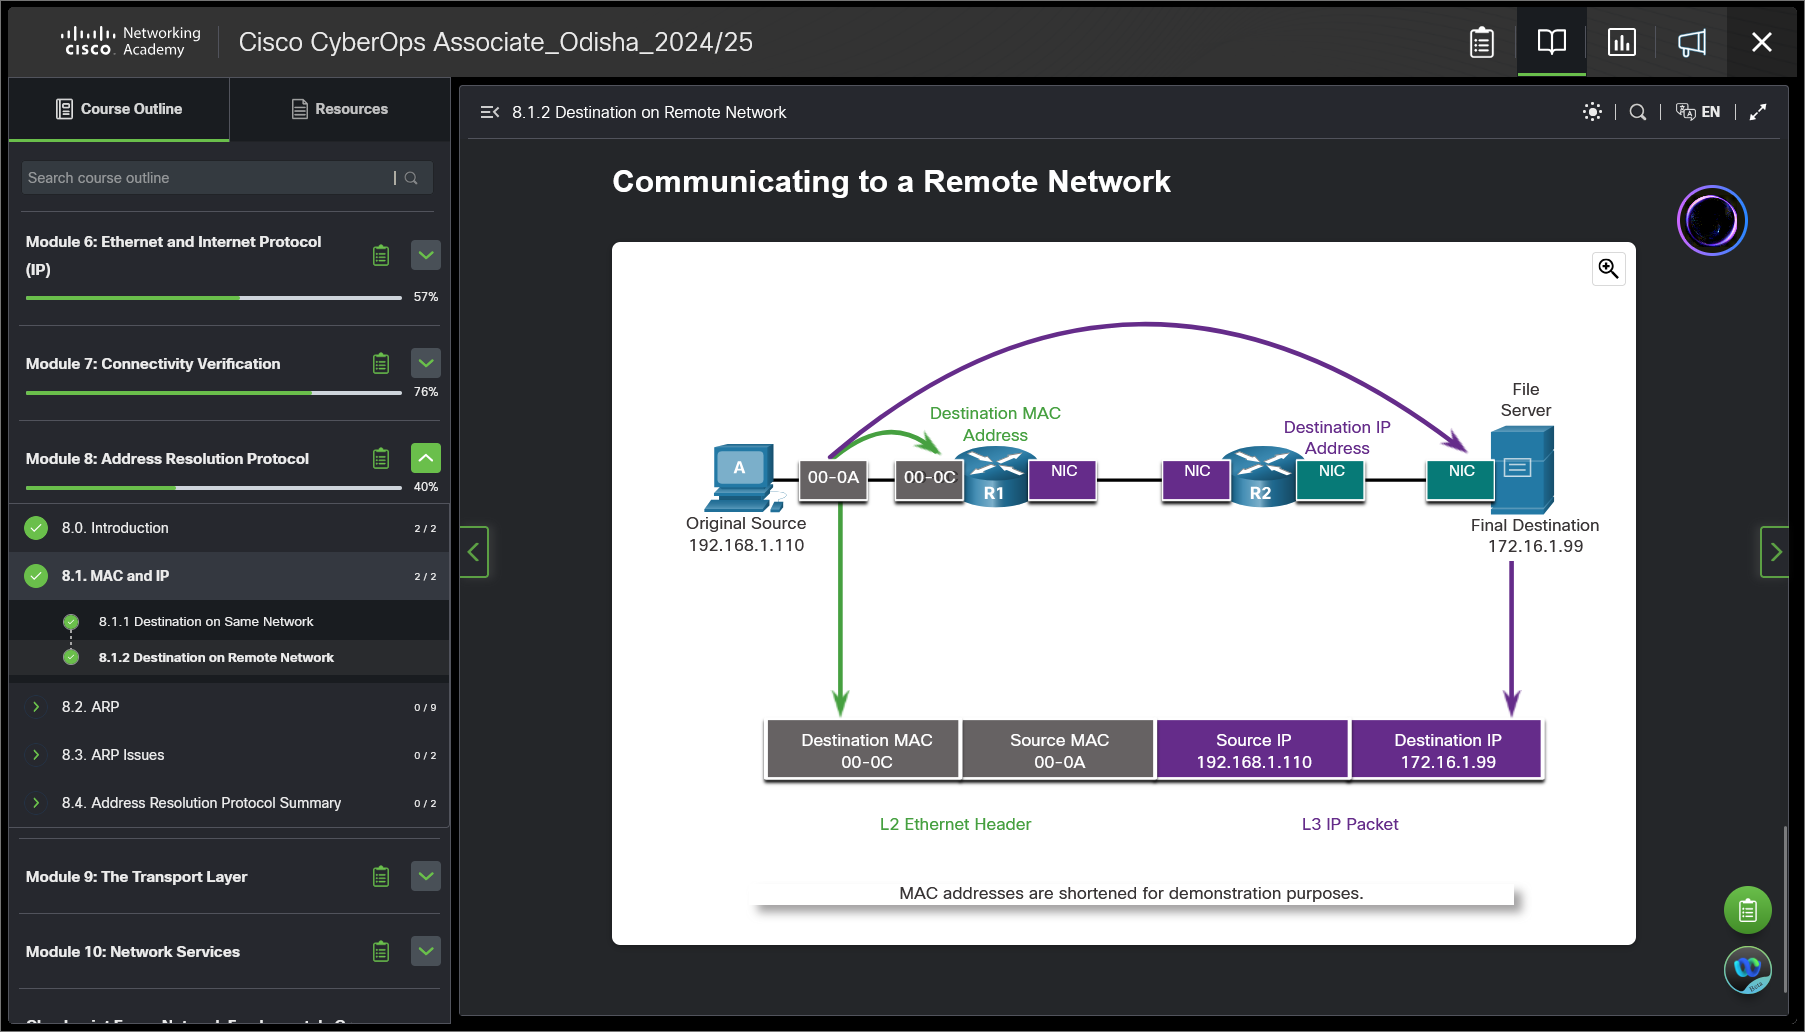 Networking
Academy
CISCO
Cisco CyberOps Associate_Odisha_2024/25
Course Outline
Resources
Search course outline
Module 6: Ethernet and Internet Protocol
(IP)
57%
Module 7: Connectivity Verification
76%
Module 8: Address Resolution Protocol
40%
8.0. Introduction
2 / 2
8.1. MAC and IP
2 / 2
8.1.1 Destination on Same Network
8.1.2 Destination on Remote Network
8.2. ARP
0 / 9
8.3. ARP Issues
0 / 2
8.4. Address Resolution Protocol Summary
0 / 2
Module 9: The Transport Layer
Module 10: Network Services
8.1.2 Destination on Remote Network
EN
Communicating to a Remote Network
File
Server
Destination MAC
Address
Destination IP
Address
A
00-0A
00-0C
R1
NIC
NIC
R2
NIC
NIC
Original Source
192.168.1.110
Final Destination
172.16.1.99
Destination MAC
00-0C
Source MAC
00-0A
Source IP
192.168.1.110
Destination IP
172.16.1.99
L2 Ethernet Header
L3 IP Packet
MAC addresses are shortened for demonstration purposes.
Beta